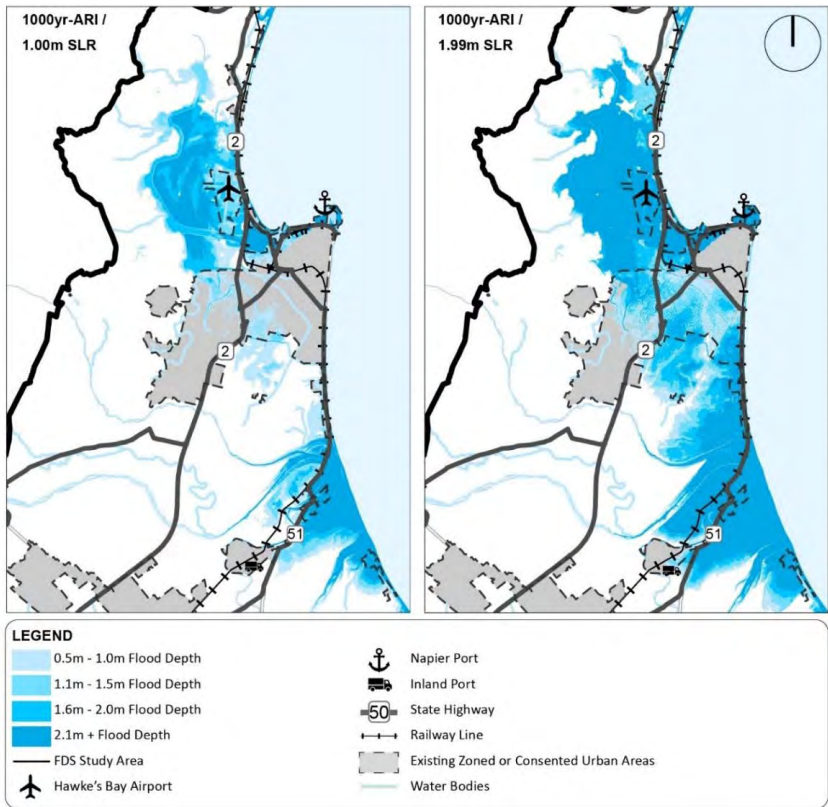 1000yr-ARI /
1.00m SLR
2
2
51
1000yr-ARI /
1.99m SLR
2
2
51
LEGEND
0.5m - 1.0m Flood Depth
1.1m - 1.5m Flood Depth
1.6m - 2.0m Flood Depth
2.1m + Flood Depth
FDS Study Area
Hawke's Bay Airport
Napier Port
Inland Port
50 State Highway
Railway Line
Existing Zoned or Consented Urban Areas
Water Bodies